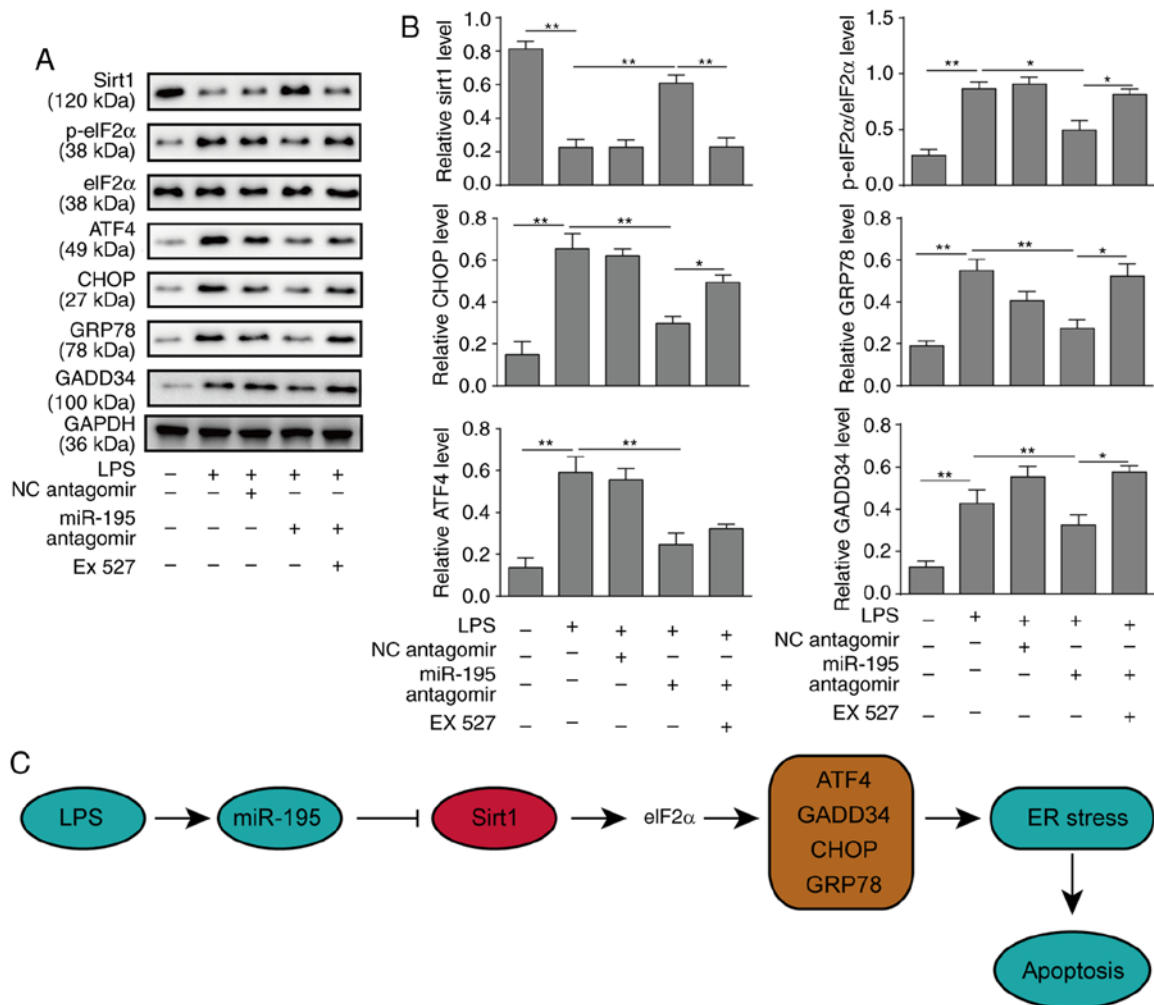 A
Sirt1
(120 kDa)
p-eIF2α
(38 kDa)
eIF2α
(38 kDa)
ATF4
(49 kDa)
CHOP
(27 kDa)
GRP78
(78 kDa)
GADD34
(100 kDa)
GAPDH
(36 kDa)
LPS – + + + +
NC antagomir – – + – –
miR-195
antagomir – – – + +
Ex 527 – – – – +
B
Relative sirt1 level
1.0
0.8
0.6
0.4
0.2
0.0
** ** **
p-eIF2α/eIF2α level
1.5
1.0
0.5
0.0
** * *
Relative CHOP level
0.8
0.6
0.4
0.2
0.0
** ** *
Relative GRP78 level
0.8
0.6
0.4
0.2
0.0
** ** *
Relative ATF4 level
0.8
0.6
0.4
0.2
0.0
** **
Relative GADD34 level
0.8
0.6
0.4
0.2
0.0
** ** *
LPS – + + + +
NC antagomir – – + – –
miR-195
antagomir – – – + +
EX 527 – – – – +
LPS – + + + +
NC antagomir – – + – –
miR-195
antagomir – – – + +
EX 527 – – – – +
C
LPS
miR-195
Sirt1
eIF2α
ATF4
GADD34
CHOP
GRP78
ER stress
Apoptosis